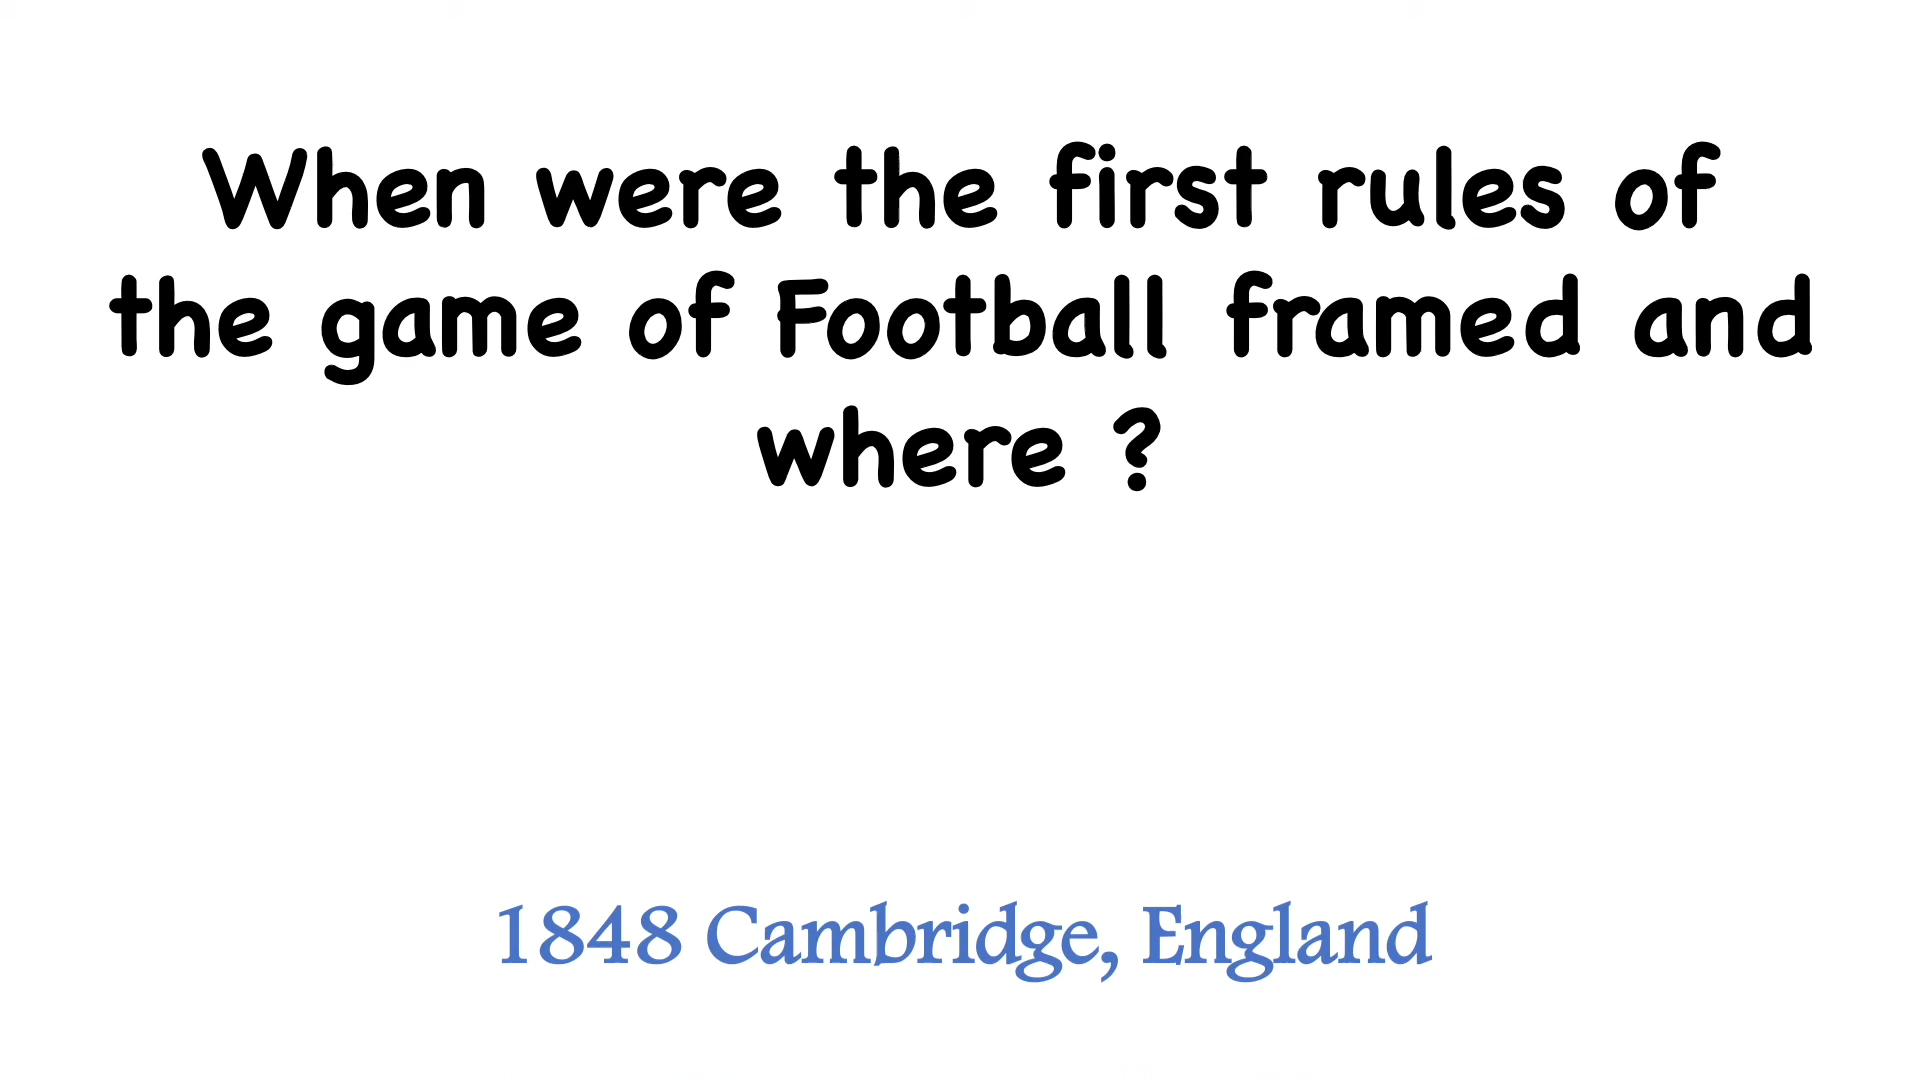 When were the first rules of
the game of Football framed and
where ?
1848 Cambridge, England